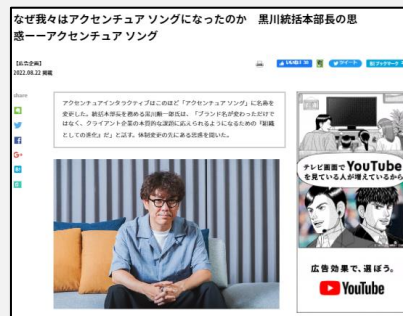 なぜ我々はアクセンチュア ソングになったのか　黒川統括本部長の思
惑ーーアクセンチュア ソング
【広告企画】
2022.08.22 掲載
share
ツイート
アクセンチュアインタラクティブはこのほど「アクセンチュア ソング」に名称を
変更した。統括本部長を務める黒川順一郎氏は、「ブランド名が変わっただけで
はなく、クライアント企業の本質的な課題に応えられるようになるための『組織
としての進化』だ」と話す。体制変更の先にある思惑を聞いた。
テレビ画面で YouTube
を見ている人が増えているから
広告効果で、選ぼう。
YouTube